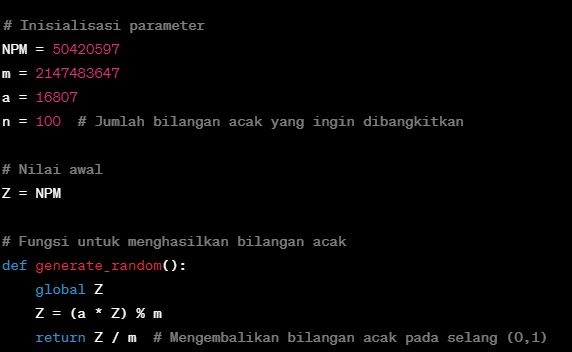 # Inisialisasi parameter
NPM = 50420597
m = 2147483647
a = 16807
n = 100  # Jumlah bilangan acak yang ingin dibangkitkan
# Nilai awal
Z = NPM
# Fungsi untuk menghasilkan bilangan acak
def generate_random():
    global Z
    Z = (a * Z) % m
    return Z / m  # Mengembalikan bilangan acak pada selang (0,1)